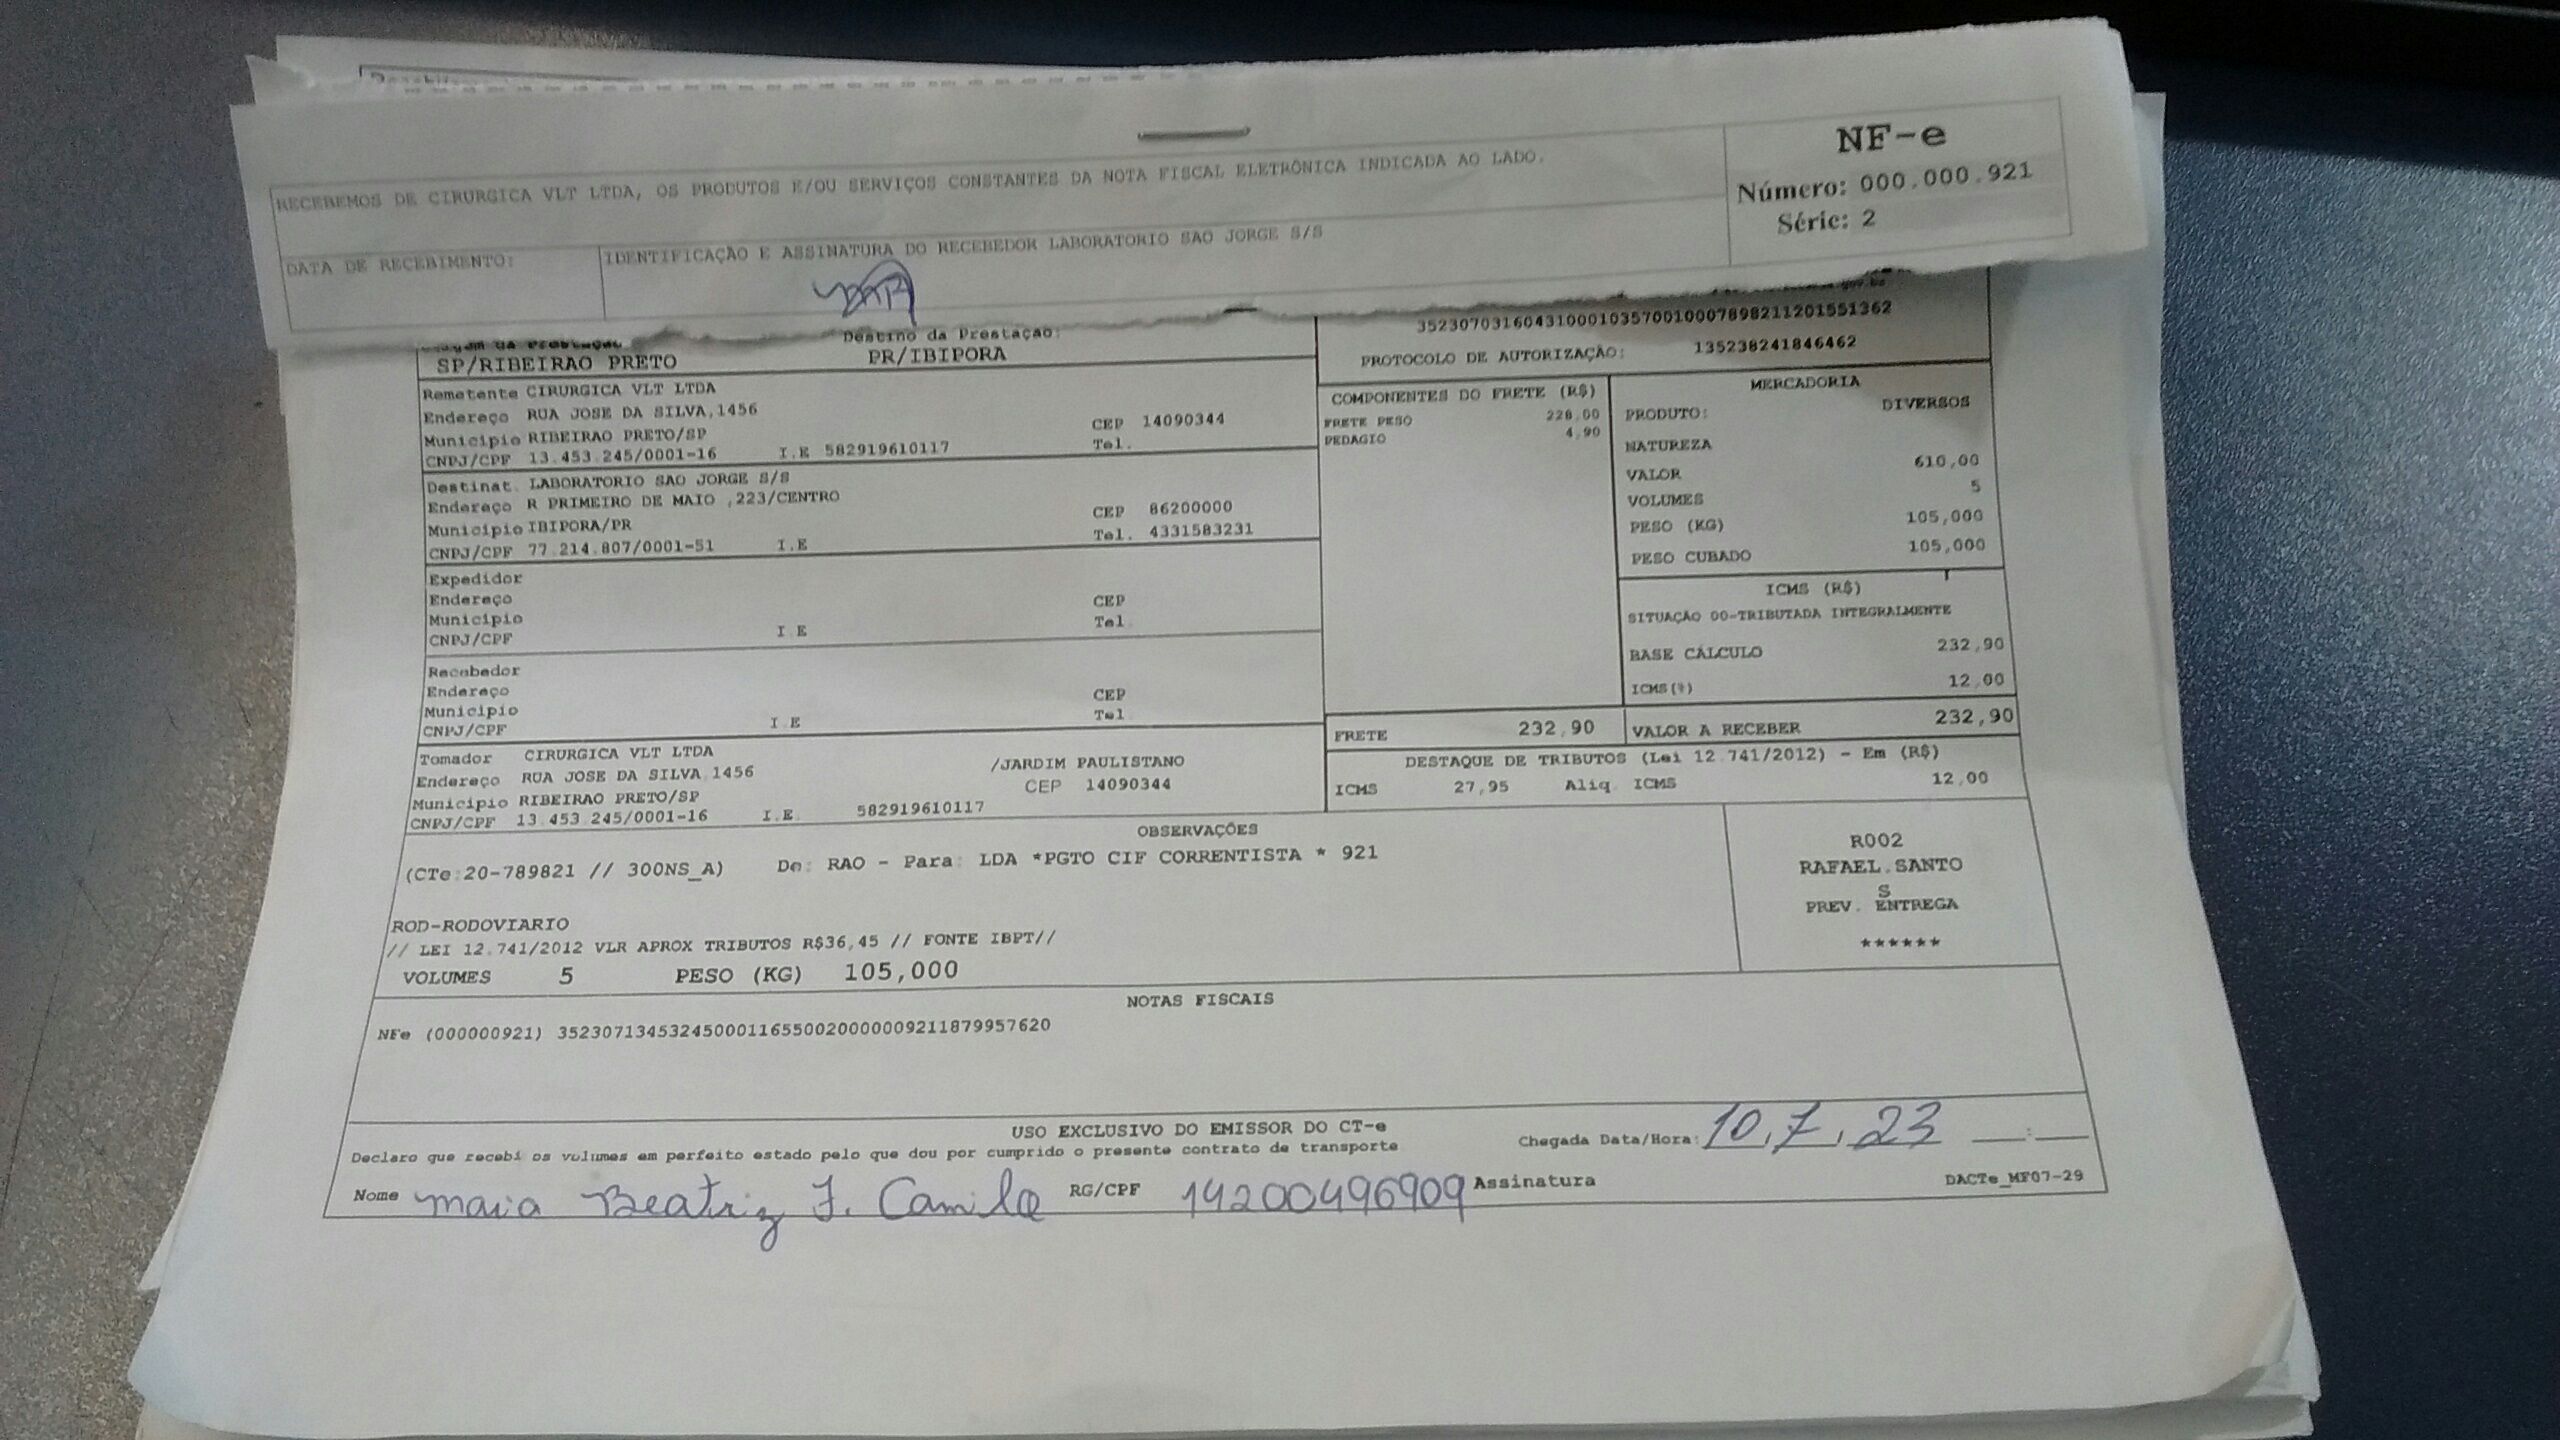 RECEBEMOS DE CIRURGICA VLT LTDA, OS PRODUTOS E/OU SERVIÇOS CONSTANTES DA NOTA FISCAL ELETRÔNICA INDICADA AO LADO.
NF-e
Número: 000.000.921
Série: 2
DATA DE RECEBIMENTO:
IDENTIFICAÇÃO E ASSINATURA DO RECEBEDOR LABORATORIO SAO JORGE S/S
da Prestação
SP/RIBEIRAO PRETO
Destino da Prestação:
PR/IBIPORA
35230703160431000103570010007898211201551362
PROTOCOLO DE AUTORIZAÇÃO: 135238241846462
Remetente CIRURGICA VLT LTDA
Endereço RUA JOSE DA SILVA,1456 CEP 14090344
Municipio RIBEIRAO PRETO/SP Tel.
CNPJ/CPF 13.453.245/0001-16 I.E 582919610117
Destinat. LABORATORIO SAO JORGE S/S
Endereço R PRIMEIRO DE MAIO ,223/CENTRO CEP 86200000
Municipio IBIPORA/PR Tel. 4331583231
CNPJ/CPF 77.214.807/0001-51 I.E
Expedidor
Endereço CEP
Municipio Tel.
CNPJ/CPF I.E
Recebedor
Endereço CEP
Municipio Tel
CNPJ/CPF I E
Tomador CIRURGICA VLT LTDA
Endereço RUA JOSE DA SILVA,1456 /JARDIM PAULISTANO
Municipio RIBEIRAO PRETO/SP CEP 14090344
CNPJ/CPF 13.453.245/0001-16 I.E. 582919610117
COMPONENTES DO FRETE (R$)
FRETE PESO 228,00
PEDAGIO 4,90
MERCADORIA
PRODUTO: DIVERSOS
NATUREZA
VALOR 610,00
VOLUMES 5
PESO (KG) 105,000
PESO CUBADO 105,000
ICMS (R$)
SITUAÇÃO 00-TRIBUTADA INTEGRALMENTE
BASE CÁLCULO 232,90
ICMS(%) 12,00
FRETE 232,90
VALOR A RECEBER 232,90
DESTAQUE DE TRIBUTOS (Lei 12.741/2012) - Em (R$)
ICMS 27,95 Aliq. ICMS 12,00
OBSERVAÇÕES
(CTe:20-789821 // 300NS_A) De: RAO - Para: LDA *PGTO CIF CORRENTISTA * 921
ROD-RODOVIARIO
// LEI 12.741/2012 VLR APROX TRIBUTOS R$36,45 // FONTE IBPT//
VOLUMES 5 PESO (KG) 105,000
R002
RAFAEL.SANTO
S
PREV. ENTREGA
******
NOTAS FISCAIS
NFe (000000921) 35230713453245000116550020000009211879957620
USO EXCLUSIVO DO EMISSOR DO CT-e
Declaro que recebi os volumes em perfeito estado pelo que dou por cumprido o presente contrato de transporte
Chegada Data/Hora: 10,7,23 __:__
Nome Maia Beatriz J. Camila RG/CPF 14200496909 Assinatura
DACTe_MF07-29